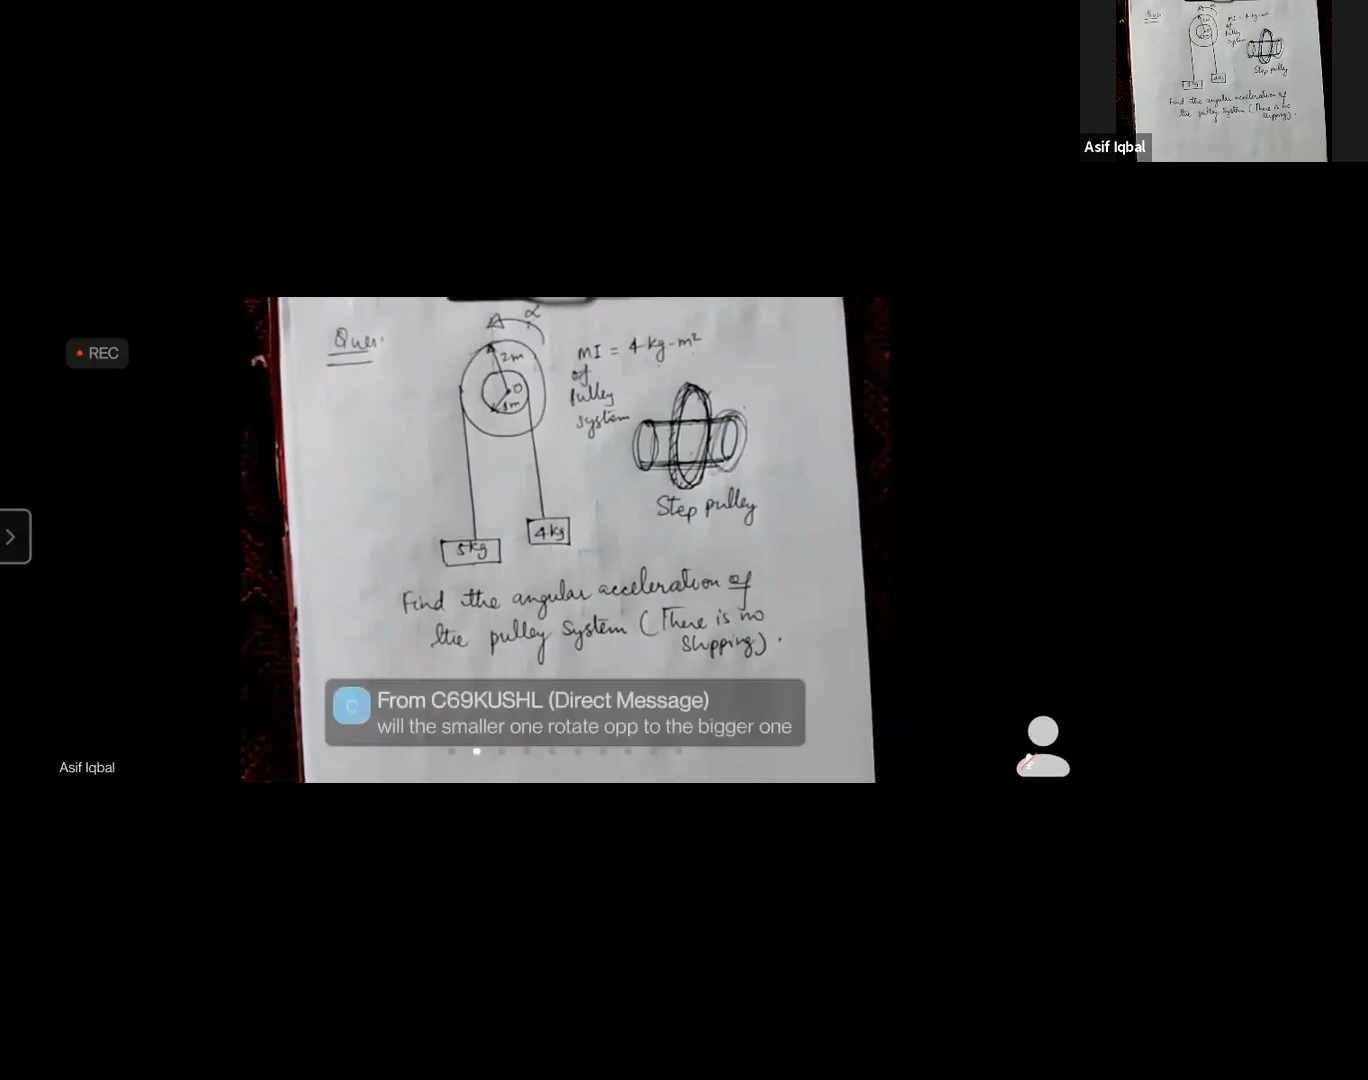 Ques:
α
2m
O
1m
MI = 4 kg-m²
of
Pulley
system
Step pulley
5kg
4kg
Find the angular acceleration of
the pulley system (There is no
slipping).
From C69KUSHL (Direct Message)
will the smaller one rotate opp to the bigger one
REC
Asif Iqbal
Asif Iqbal